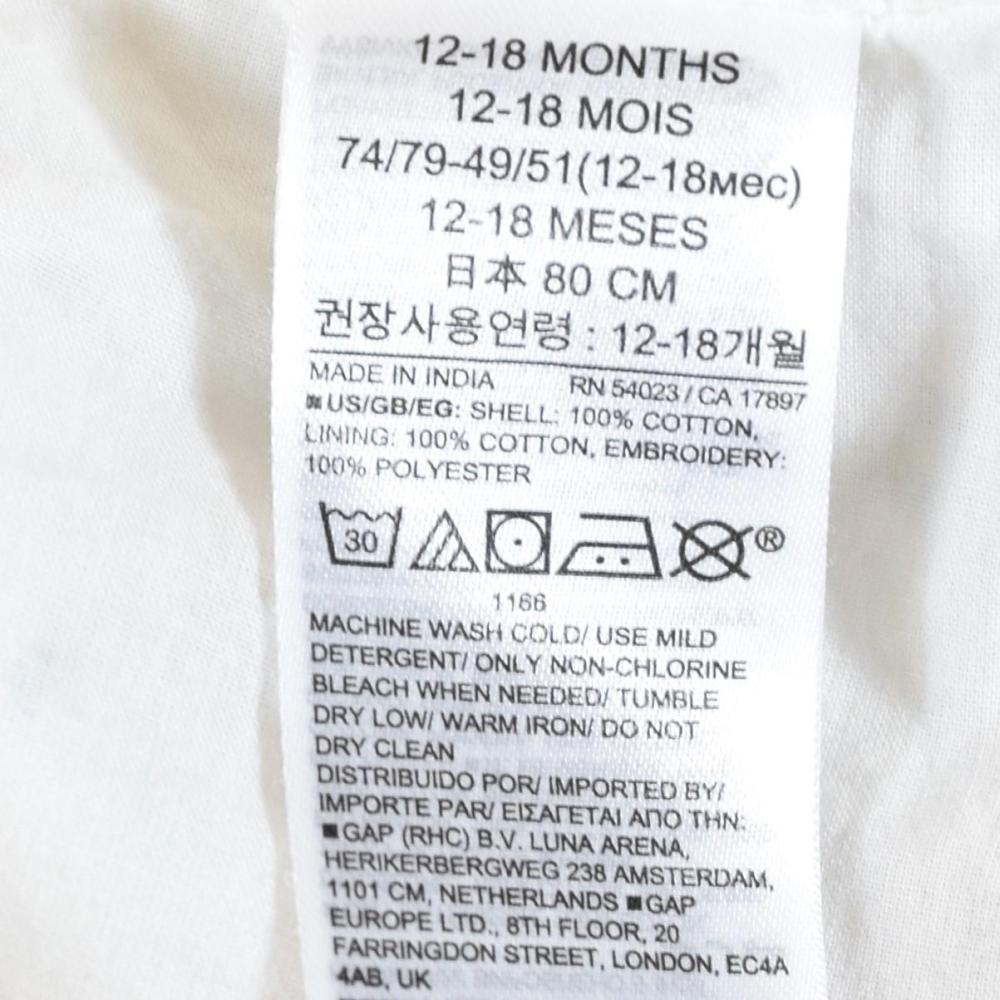 12-18 MONTHS
12-18 MOIS
74/79-49/51(12-18мес)
12-18 MESES
日本 80 CM
권장사용연령 : 12-18개월
MADE IN INDIA RN 54023 / CA 17897
US/GB/EG: SHELL: 100% COTTON,
LINING: 100% COTTON, EMBROIDERY:
100% POLYESTER
30
®
1166
MACHINE WASH COLD/ USE MILD
DETERGENT/ ONLY NON-CHLORINE
BLEACH WHEN NEEDED/ TUMBLE
DRY LOW/ WARM IRON/ DO NOT
DRY CLEAN
DISTRIBUIDO POR/ IMPORTED BY/
IMPORTE PAR/ ΕΙΣΑΓΕΤΑΙ ΑΠΟ ΤΗΝ:
■GAP (RHC) B.V. LUNA ARENA,
HERIKERBERGWEG 238 AMSTERDAM,
1101 CM, NETHERLANDS ■GAP
EUROPE LTD., 8TH FLOOR, 20
FARRINGDON STREET, LONDON, EC4A
4AB, UK